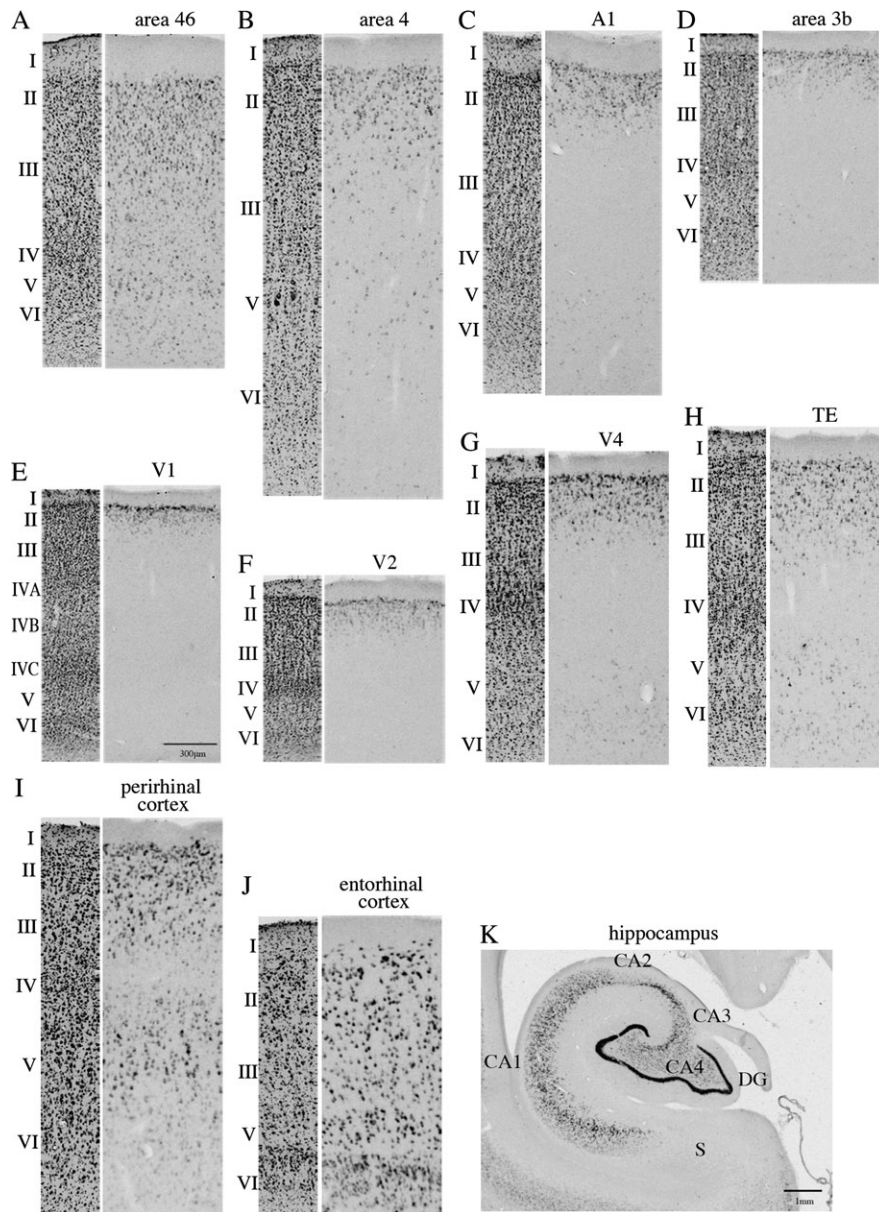 A
area 46
I
II
III
IV
V
VI
B
area 4
I
II
III
V
VI
C
A1
I
II
III
IV
V
VI
D
area 3b
I
II
III
IV
V
VI
E
V1
I
II
III
IVA
IVB
IVC
V
VI
300μm
F
V2
I
II
III
IV
V
VI
G
V4
I
II
III
IV
V
VI
H
TE
I
II
III
IV
V
VI
I
perirhinal
cortex
I
II
III
IV
V
VI
J
entorhinal
cortex
I
II
III
V
VI
K
hippocampus
CA2
CA3
CA1
CA4
DG
S
1mm